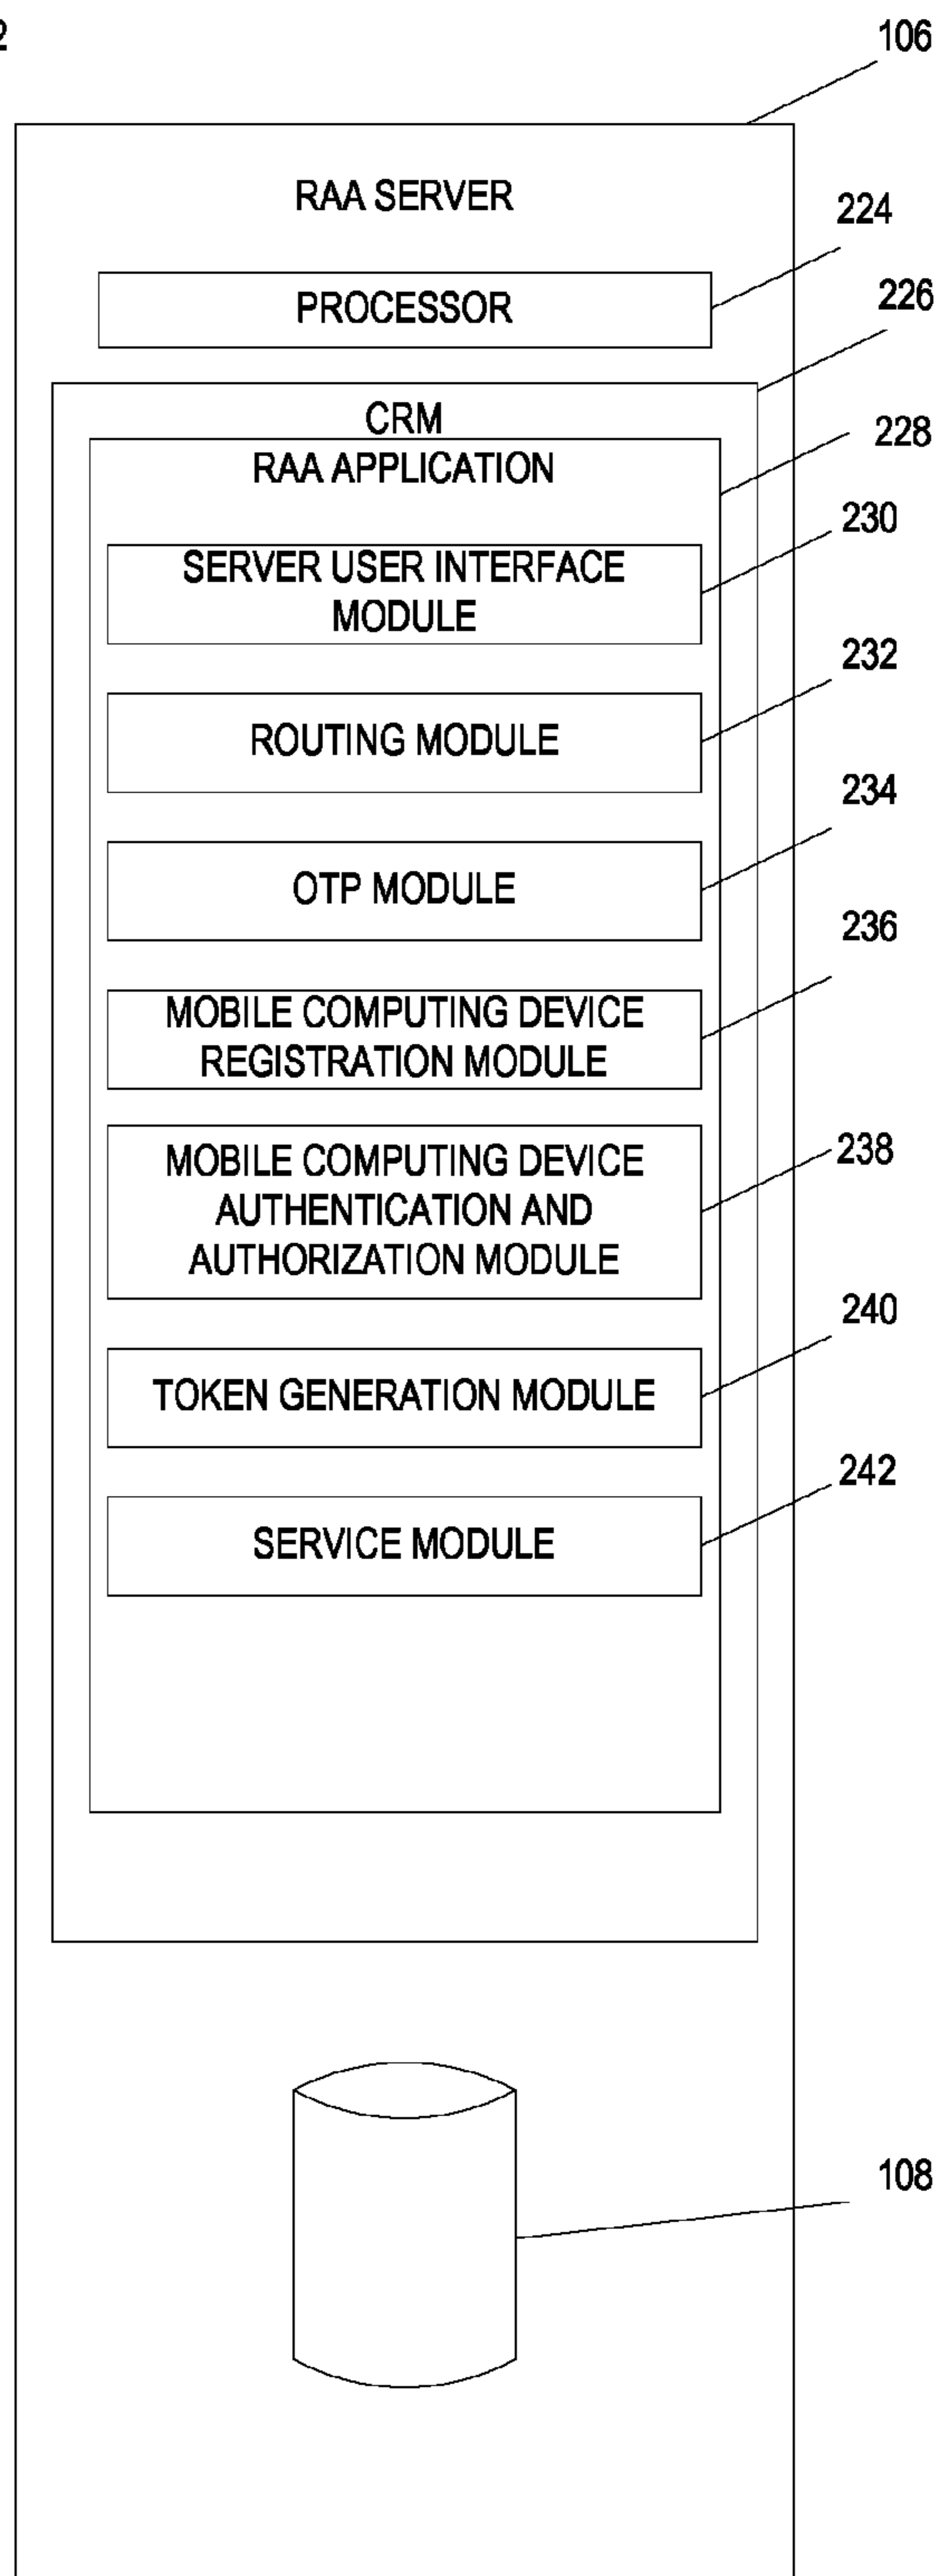 2
106
RAA SERVER
224
PROCESSOR
226
CRM
228
RAA APPLICATION
230
SERVER USER INTERFACE
MODULE
232
ROUTING MODULE
234
OTP MODULE
236
MOBILE COMPUTING DEVICE
REGISTRATION MODULE
238
MOBILE COMPUTING DEVICE
AUTHENTICATION AND
AUTHORIZATION MODULE
240
TOKEN GENERATION MODULE
242
SERVICE MODULE
108